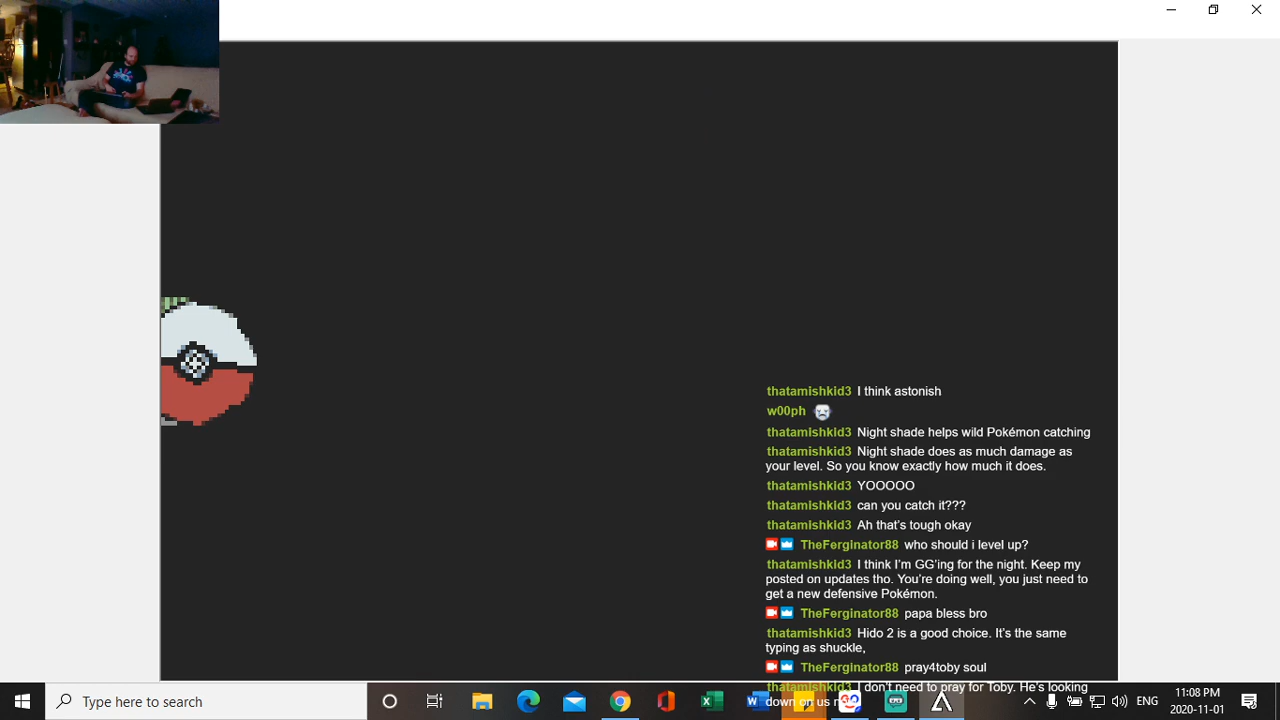 thatamishkid3 I think astonish
w00ph
thatamishkid3 Night shade helps wild Pokémon catching
thatamishkid3 Night shade does as much damage as
your level. So you know exactly how much it does.
thatamishkid3 YOOOOO
thatamishkid3 can you catch it???
thatamishkid3 Ah that's tough okay
TheFerginator88 who should i level up?
thatamishkid3 I think I'm GG'ing for the night. Keep my
posted on updates tho. You're doing well, you just need to
get a new defensive Pokémon.
TheFerginator88 papa bless bro
thatamishkid3 Hido 2 is a good choice. It's the same
typing as shuckle,
TheFerginator88 pray4toby soul
thatamishkid3 I don't need to pray for Toby. He's looking
down on us
Type here to search
ENG
11:08 PM
2020-11-01